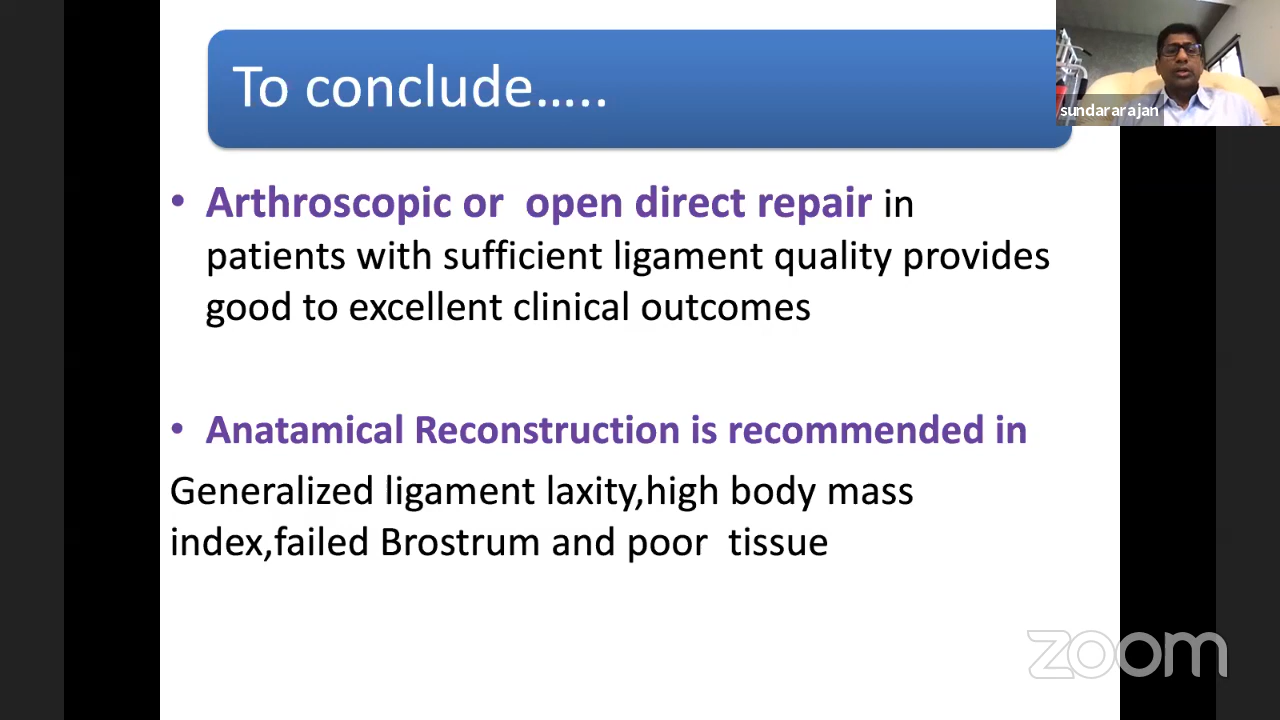 To conclude…..
sundararajan
• Arthroscopic or  open direct repair in
patients with sufficient ligament quality provides
good to excellent clinical outcomes
• Anatamical Reconstruction is recommended in
Generalized ligament laxity,high body mass
index,failed Brostrum and poor  tissue
zoom